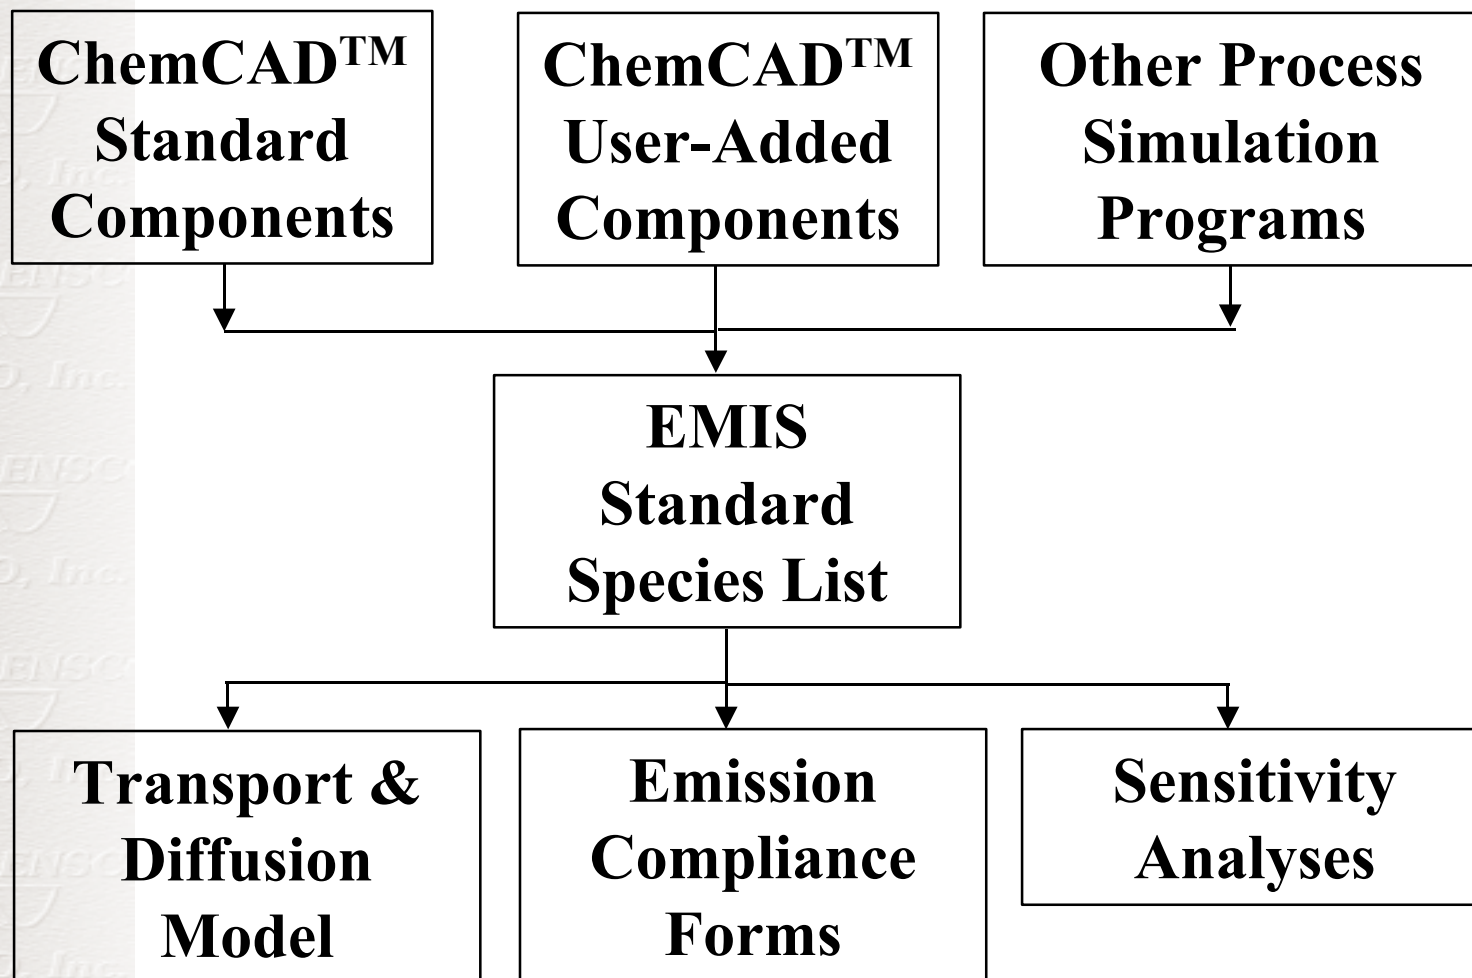 ChemCAD™
Standard
Components
ChemCAD™
User-Added
Components
Other Process
Simulation
Programs
EMIS
Standard
Species List
Transport &
Diffusion
Model
Emission
Compliance
Forms
Sensitivity
Analyses